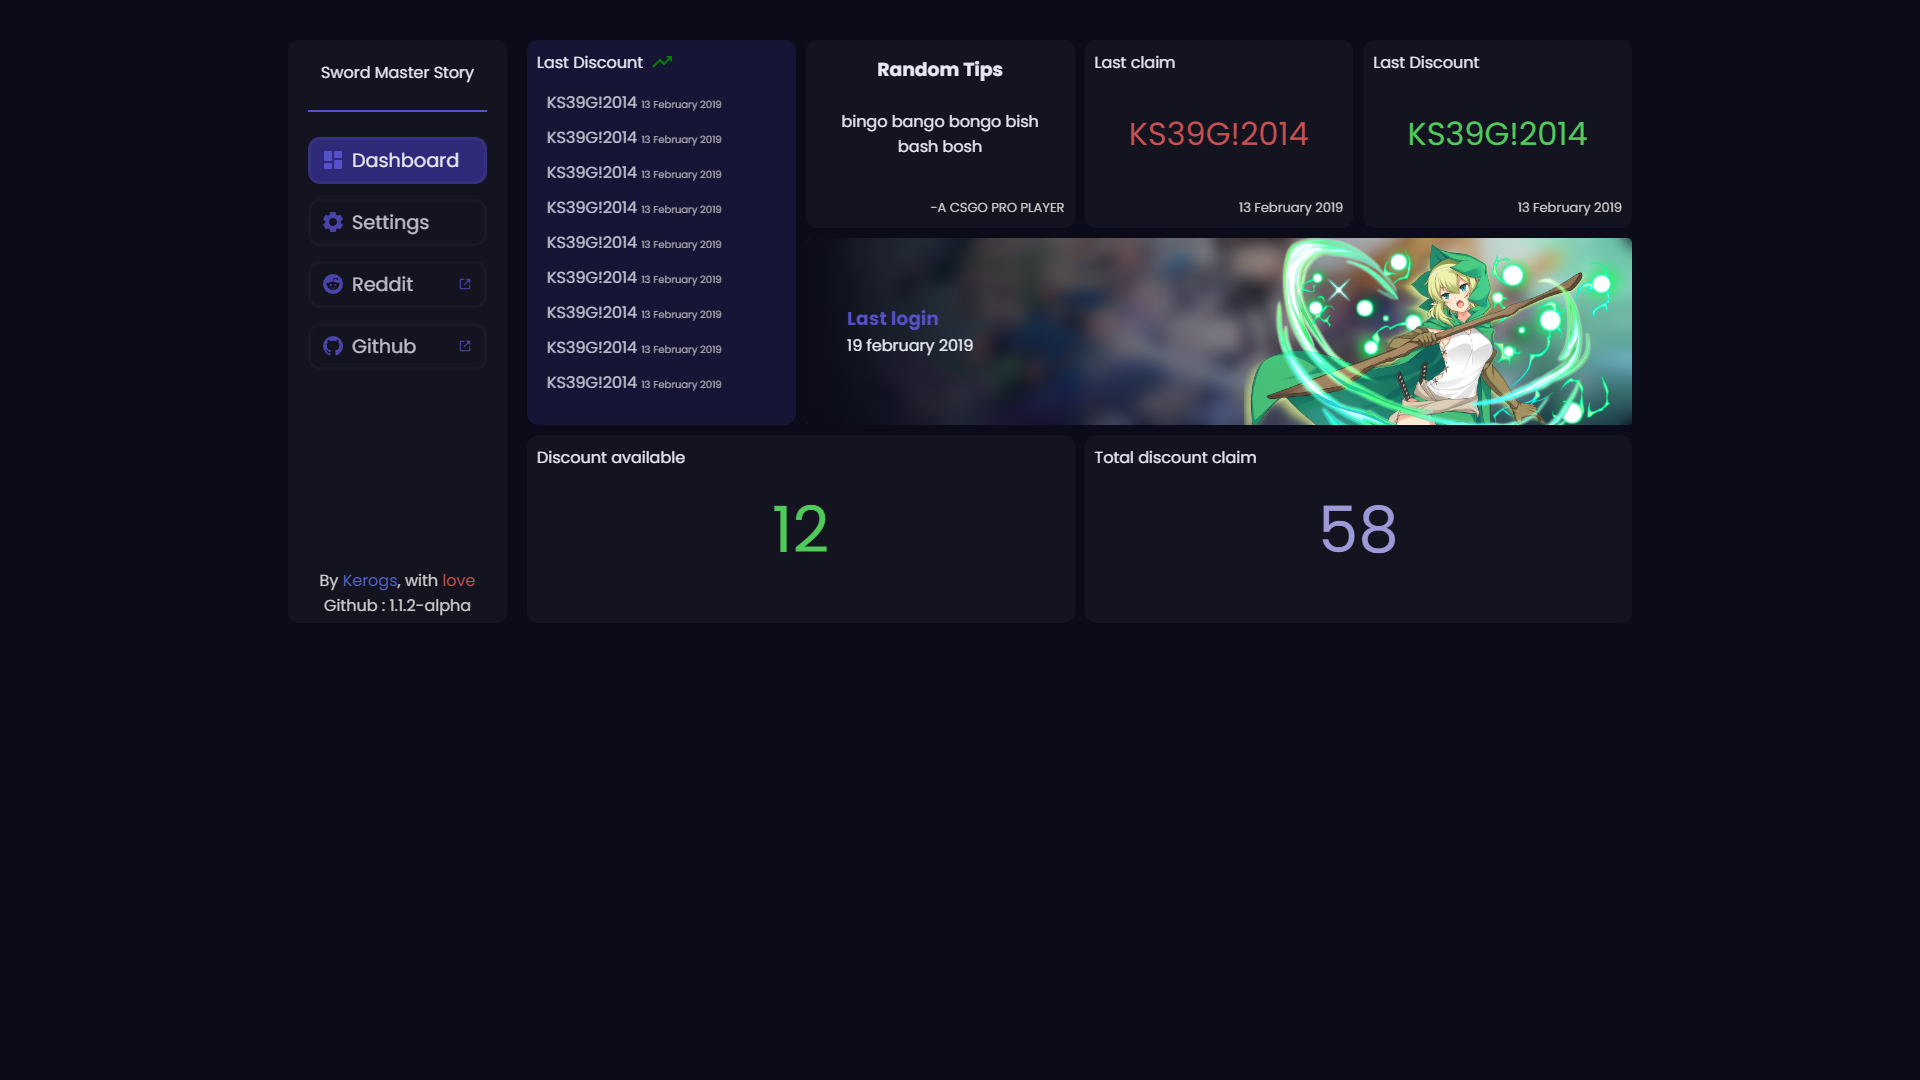 Sword Master Story
Dashboard
Settings
Reddit
Github
By Kerogs, with love
Github : 1.1.2-alpha
Last Discount
KS39G!2014 13 February 2019
KS39G!2014 13 February 2019
KS39G!2014 13 February 2019
KS39G!2014 13 February 2019
KS39G!2014 13 February 2019
KS39G!2014 13 February 2019
KS39G!2014 13 February 2019
KS39G!2014 13 February 2019
KS39G!2014 13 February 2019
Random Tips
bingo bango bongo bish
bash bosh
-A CSGO PRO PLAYER
Last claim
KS39G!2014
13 February 2019
Last Discount
KS39G!2014
13 February 2019
Last login
19 february 2019
Discount available
12
Total discount claim
58